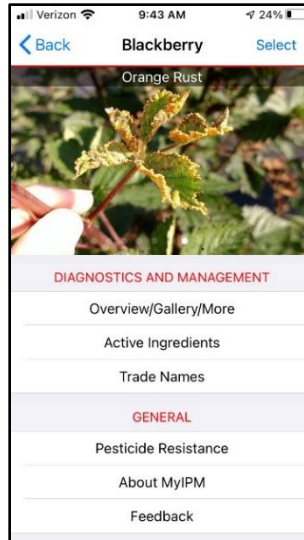 Verizon 9:43 AM 24%
Back Blackberry Select
Orange Rust
DIAGNOSTICS AND MANAGEMENT
Overview/Gallery/More
Active Ingredients
Trade Names
GENERAL
Pesticide Resistance
About MyIPM
Feedback